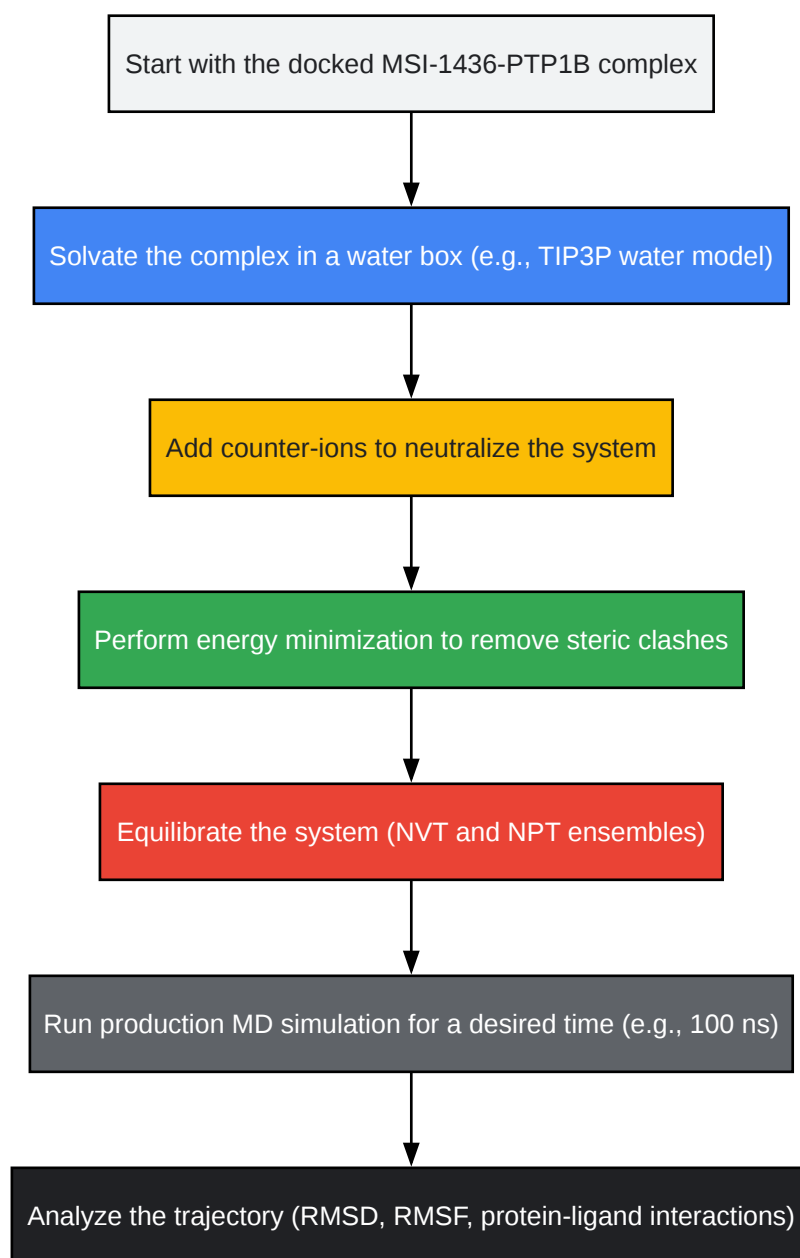 Start with the docked MSI-1436-PTP1B complex
Solvate the complex in a water box (e.g., TIP3P water model)
Add counter-ions to neutralize the system
Perform energy minimization to remove steric clashes
Equilibrate the system (NVT and NPT ensembles)
Run production MD simulation for a desired time (e.g., 100 ns)
Analyze the trajectory (RMSD, RMSF, protein-ligand interactions)